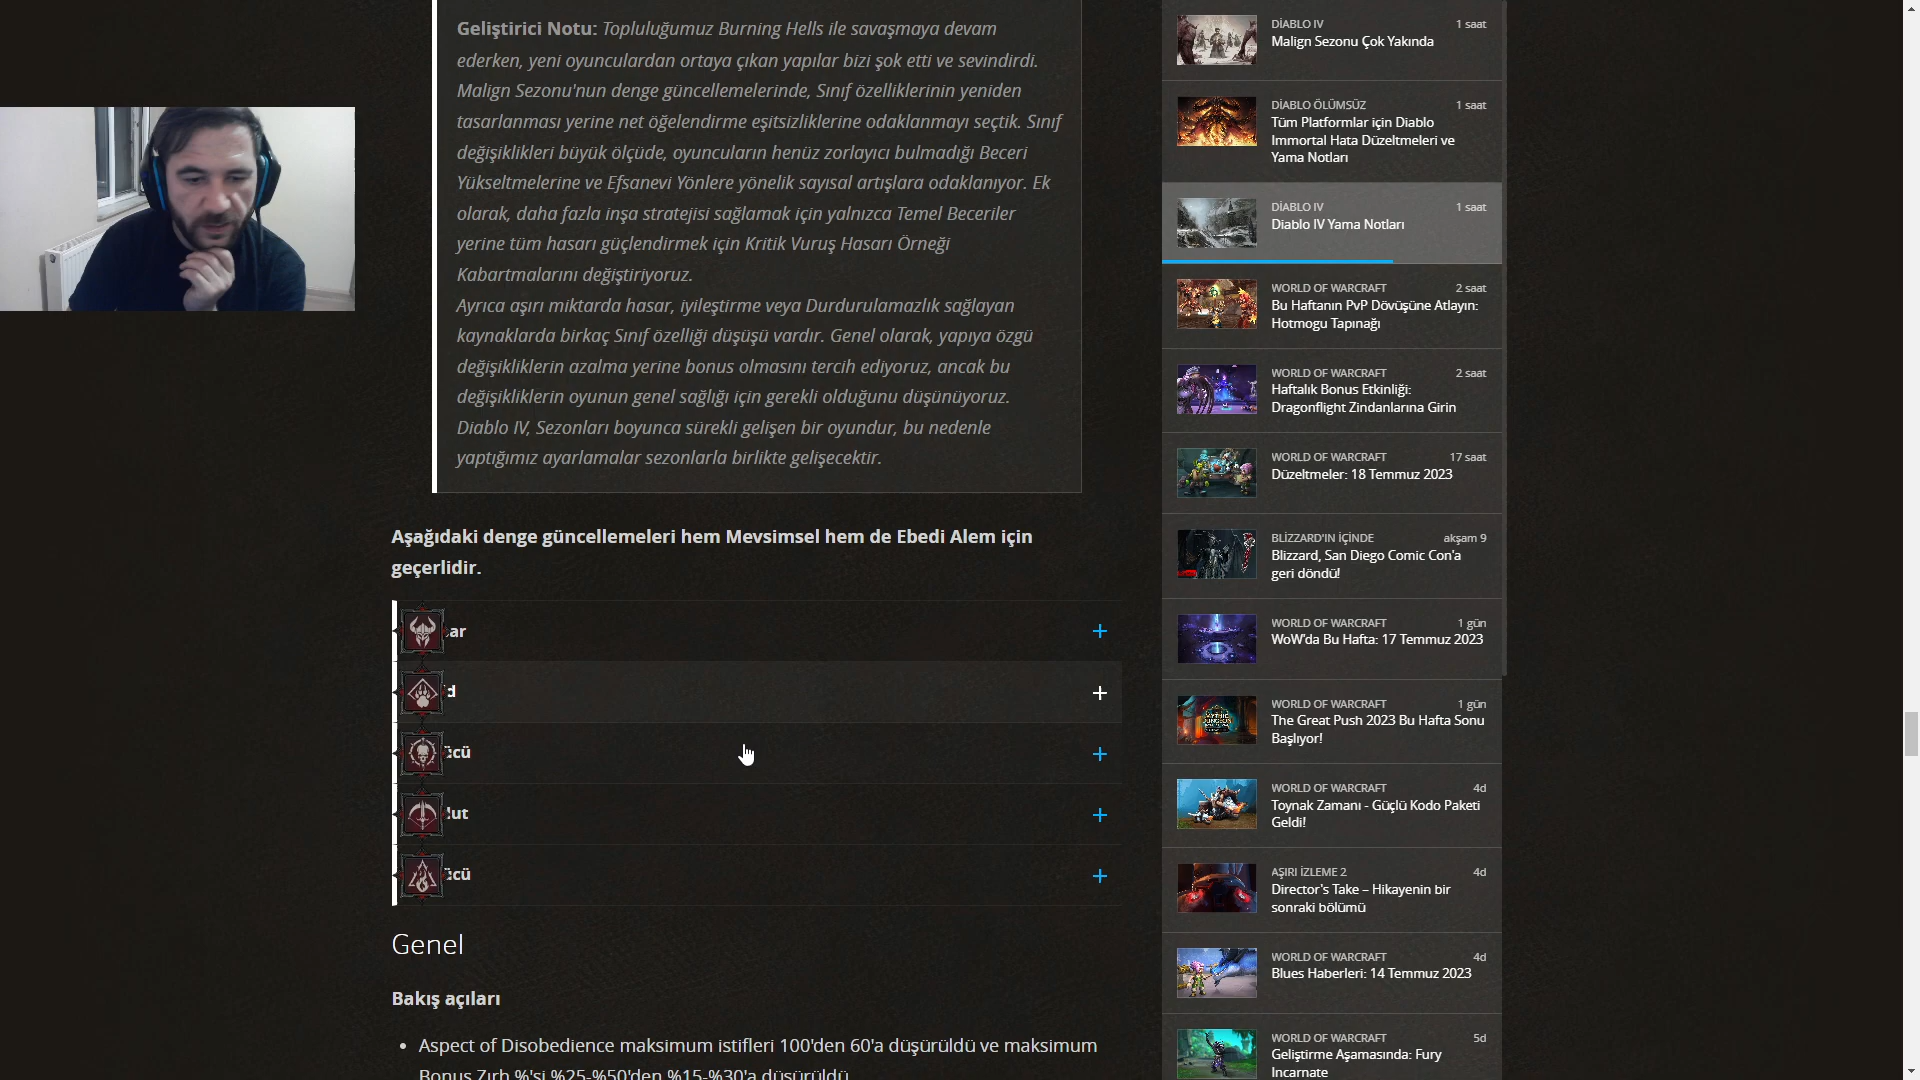 Geliştirici Notu: Topluluğumuz Burning Hells ile savaşmaya devam
ederken, yeni oyunculardan ortaya çıkan yapılar bizi şok etti ve sevindirdi.
Malign Sezonu'nun denge güncellemelerinde, Sınıf özelliklerinin yeniden
tasarlanması yerine net öğelendirme eşitsizliklerine odaklanmayı seçtik. Sınıf
değişiklikleri büyük ölçüde, oyuncuların henüz zorlayıcı bulmadığı Beceri
Yükseltmelerine ve Efsanevi Yönlere yönelik sayısal artışlara odaklanıyor. Ek
olarak, daha fazla inşa stratejisi sağlamak için yalnızca Temel Beceriler
yerine tüm hasarı güçlendirmek için Kritik Vuruş Hasarı Örneği
Kabartmalarını değiştiriyoruz.
Ayrıca aşırı miktarda hasar, iyileştirme veya Durdurulamazlık sağlayan
kaynaklarda birkaç Sınıf özelliği düşüşü vardır. Genel olarak, yapıya özgü
değişikliklerin azalma yerine bonus olmasını tercih ediyoruz, ancak bu
değişikliklerin oyunun genel sağlığı için gerekli olduğunu düşünüyoruz.
Diablo IV, Sezonları boyunca sürekli gelişen bir oyundur, bu nedenle
yaptığımız ayarlamalar sezonlarla birlikte gelişecektir.
Aşağıdaki denge güncellemeleri hem Mevsimsel hem de Ebedi Alem için
geçerlidir.
Genel
Bakış açıları
• Aspect of Disobedience maksimum istifleri 100'den 60'a düşürüldü ve maksimum
Bonus Zırh %'si %25-%50'den %15-%30'a düşürüldü
DİABLO IV 1 saat
Malign Sezonu Çok Yakında
DİABLO ÖLÜMSÜZ 1 saat
Tüm Platformlar için Diablo
Immortal Hata Düzeltmeleri ve
Yama Notları
DİABLO IV 1 saat
Diablo IV Yama Notları
WORLD OF WARCRAFT 2 saat
Bu Haftanın PvP Dövüşüne Atlayın:
Hotmogu Tapınağı
WORLD OF WARCRAFT 2 saat
Haftalık Bonus Etkinliği:
Dragonflight Zindanlarına Girin
WORLD OF WARCRAFT 17 saat
Düzeltmeler: 18 Temmuz 2023
BLİZZARD'IN İÇİNDE akşam 9
Blizzard, San Diego Comic Con'a
geri döndü!
WORLD OF WARCRAFT 1 gün
WoW'da Bu Hafta: 17 Temmuz 2023
WORLD OF WARCRAFT 1 gün
The Great Push 2023 Bu Hafta Sonu
Başlıyor!
WORLD OF WARCRAFT 4d
Toynak Zamanı - Güçlü Kodo Paketi
Geldi!
AŞIRI İZLEME 2 4d
Director's Take – Hikayenin bir
sonraki bölümü
WORLD OF WARCRAFT 4d
Blues Haberleri: 14 Temmuz 2023
WORLD OF WARCRAFT 5d
Geliştirme Aşamasında: Fury
Incarnate